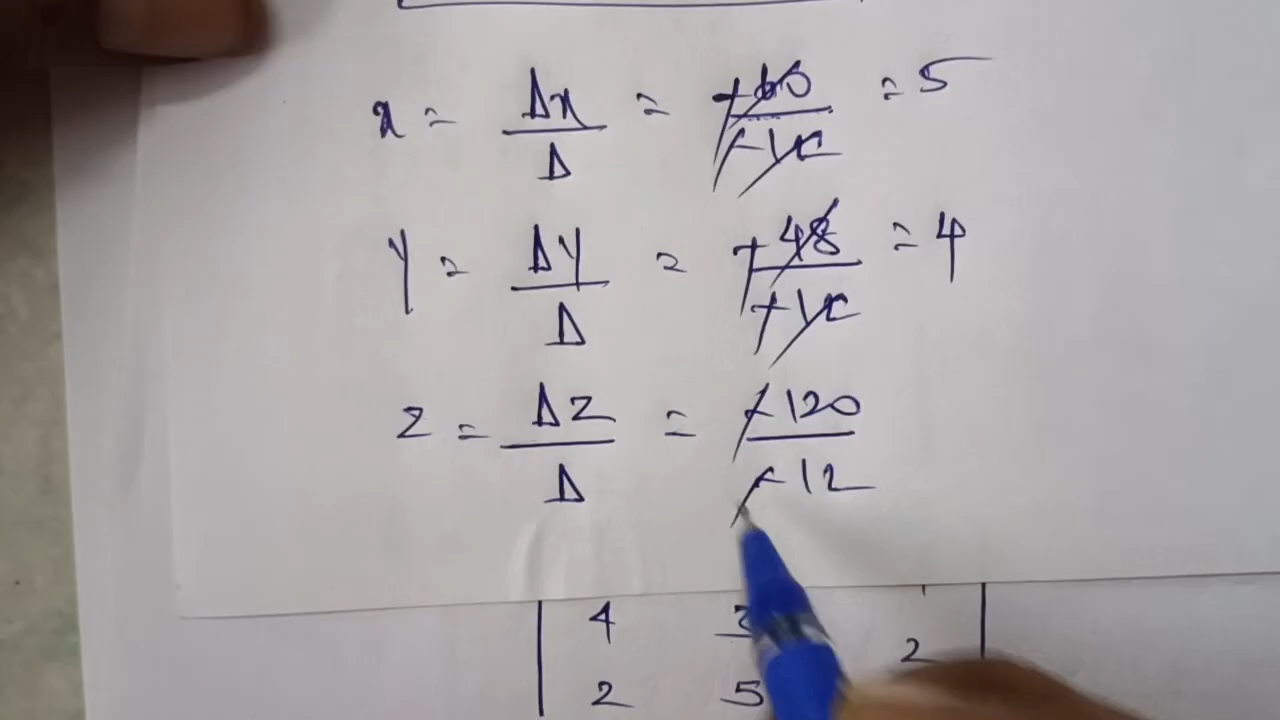 x = Δx / Δ = -60 / -12 = 5
y = Δy / Δ = -48 / -12 = 4
z = Δz / Δ = -120 / -12
4
2
2 5